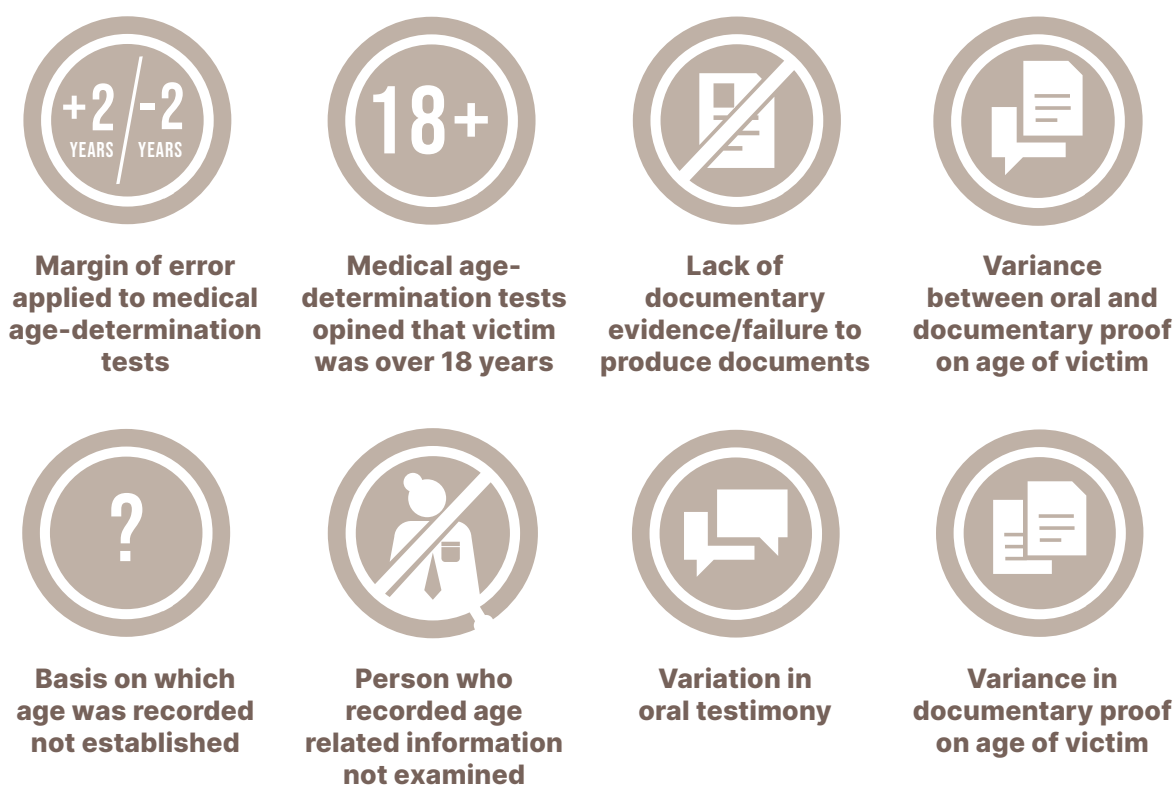 +2 / -2
YEARS YEARS
18+
Margin of error
applied to medical
age-determination
tests
Medical age-
determination tests
opined that victim
was over 18 years
Lack of
documentary
evidence/failure to
produce documents
Variance
between oral and
documentary proof
on age of victim
?
Basis on which
age was recorded
not established
Person who
recorded age
related information
not examined
Variation in
oral testimony
Variance in
documentary proof
on age of victim